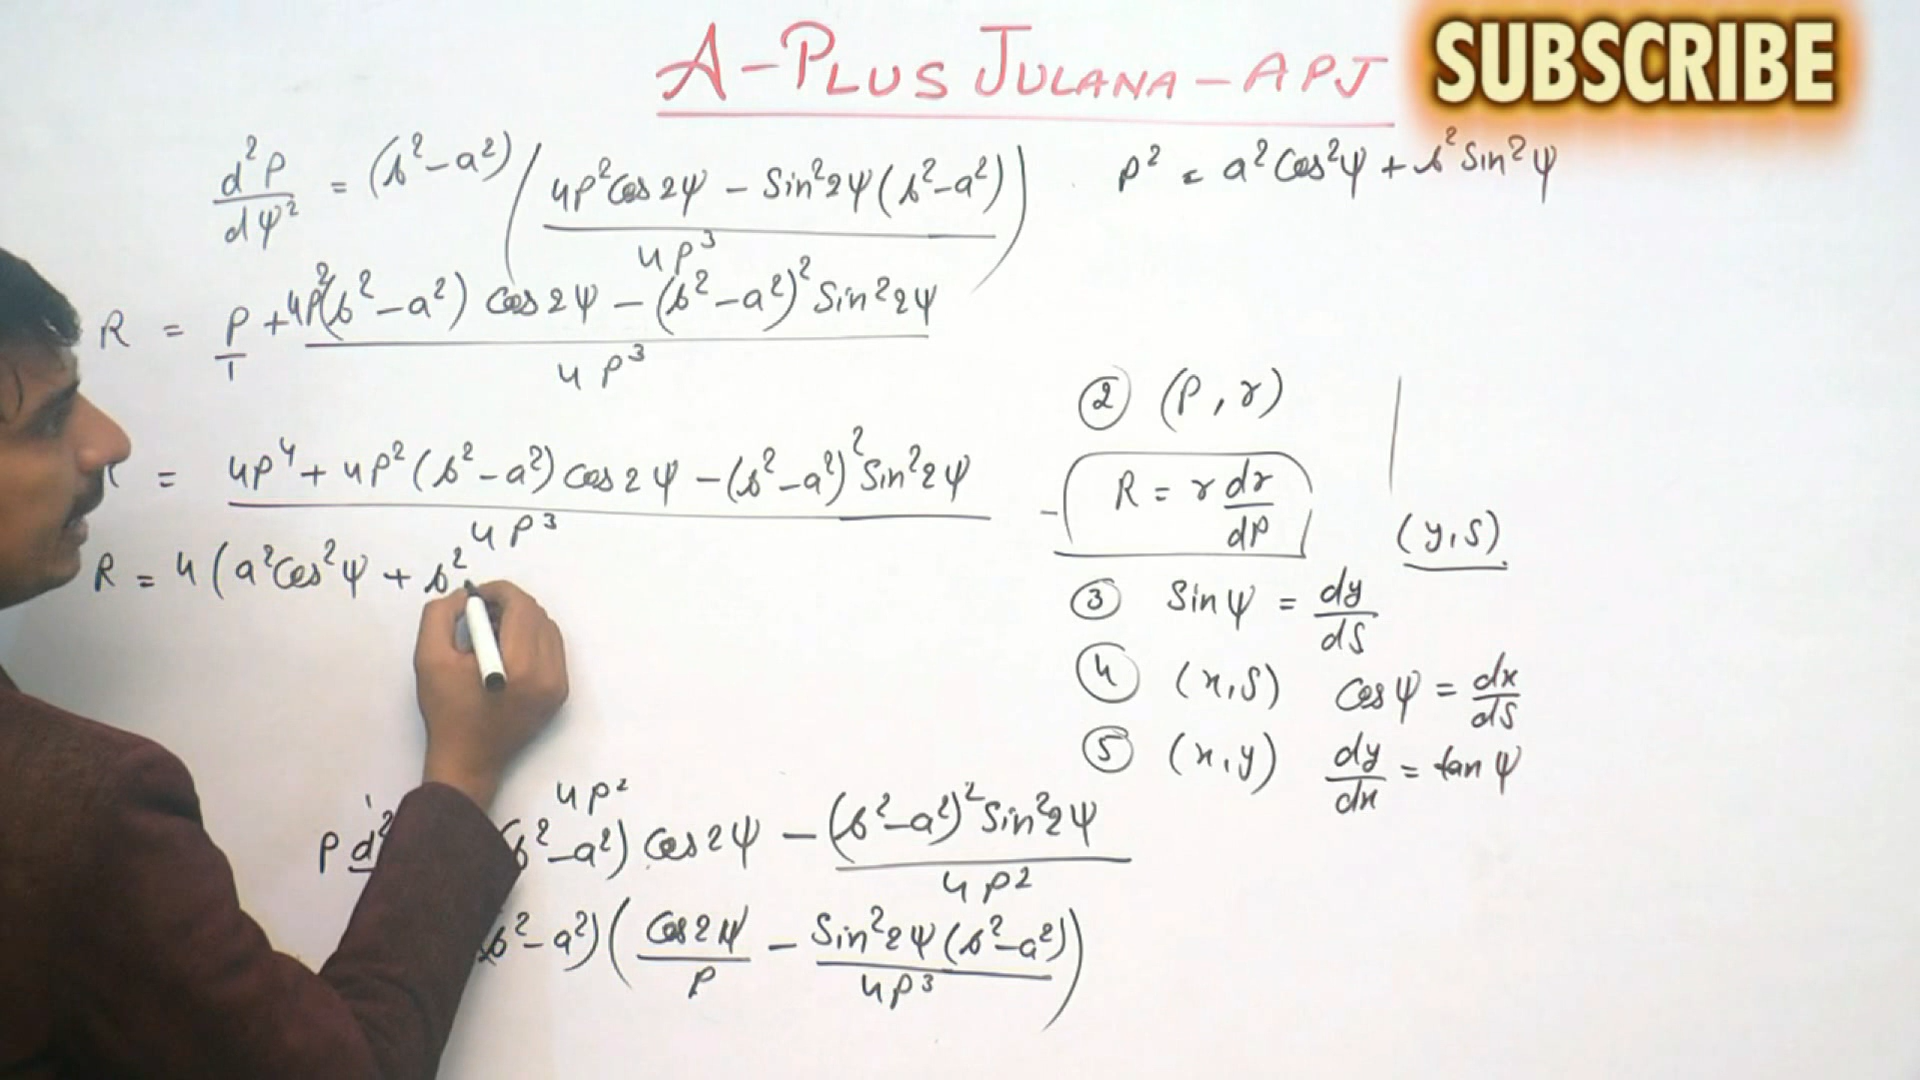 A-PLUS JULANA-APJ
SUBSCRIBE
d²P/dψ² = (b²-a²) ( (4P²Cos2ψ - Sin²2ψ(b²-a²)) / 4P³ )
P² = a²Cos²ψ + b²Sin²ψ
R = P/1 + (4P²(b²-a²) Cos2ψ - (b²-a²)²Sin²2ψ) / 4P³
= (4P⁴ + 4P²(b²-a²) Cos2ψ - (b²-a²)²Sin²2ψ) / 4P³
R = 4(a²Cos²ψ + b²
② (P, r)
R = r dr/dP
(y, S)
③ Sinψ = dy/dS
④ (x, S) Cosψ = dx/dS
⑤ (x, y) dy/dx = tanψ
4P²
P d² b²-a²) Cos2ψ - (b²-a²)²Sin²2ψ / 4P²
b²-a²) ( Cos2ψ/P - Sin²2ψ(b²-a²) / 4P³ )